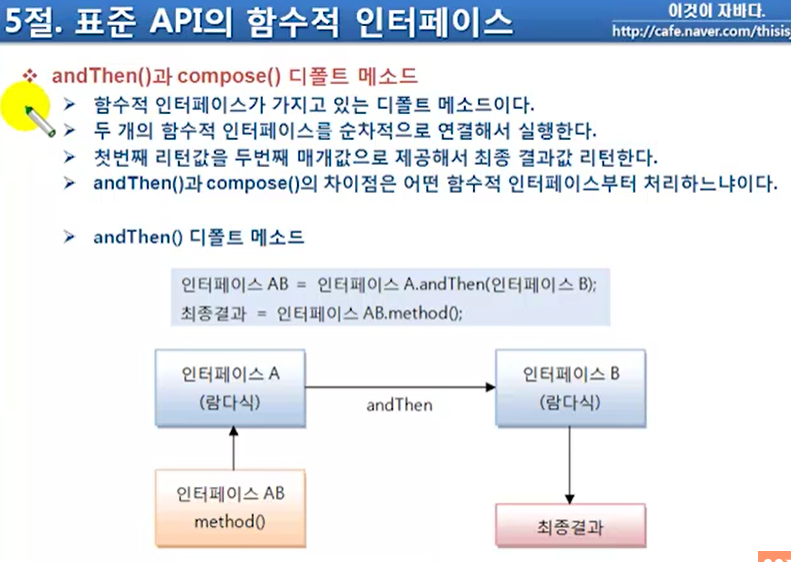 5절. 표준 API의 함수적 인터페이스
이것이 자바다.
http://cafe.naver.com/thisis
❖ andThen()과 compose() 디폴트 메소드
➢ 함수적 인터페이스가 가지고 있는 디폴트 메소드이다.
➢ 두 개의 함수적 인터페이스를 순차적으로 연결해서 실행한다.
➢ 첫번째 리턴값을 두번째 매개값으로 제공해서 최종 결과값 리턴한다.
➢ andThen()과 compose()의 차이점은 어떤 함수적 인터페이스부터 처리하느냐이다.
➢ andThen() 디폴트 메소드
인터페이스 AB = 인터페이스 A.andThen(인터페이스 B);
최종결과 = 인터페이스 AB.method();
인터페이스 A
(람다식)
andThen
인터페이스 B
(람다식)
인터페이스 AB
method()
최종결과